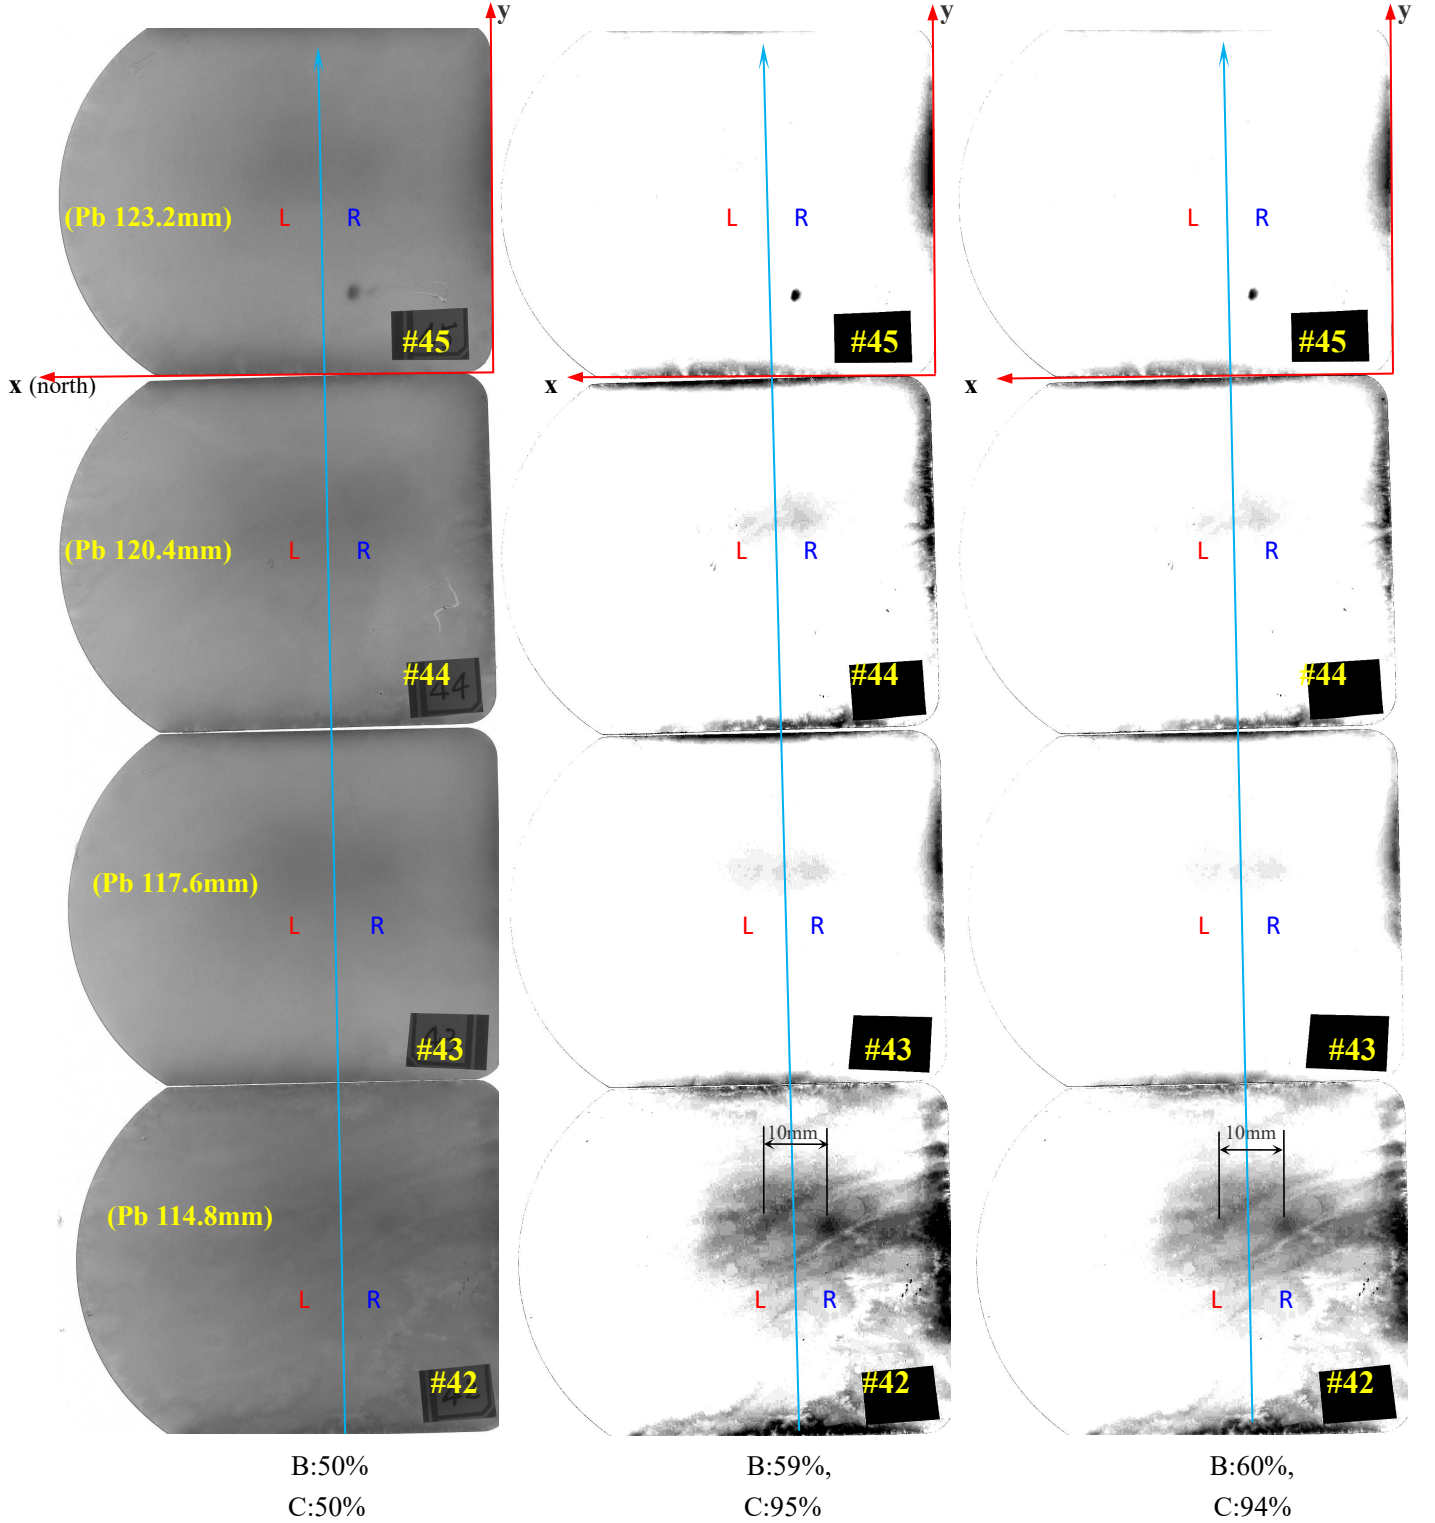 y y y
(Pb 123.2mm) L R L R L R
#45 #45 #45
x (north) x x
(Pb 120.4mm) L R L R L R
#44 #44 #44
44
(Pb 117.6mm)
L R L R L R
#43 #43 #43
10mm 10mm
(Pb 114.8mm)
L R L R L R
#42 #42 #42
B:50% B:59%, B:60%,
C:50% C:95% C:94%